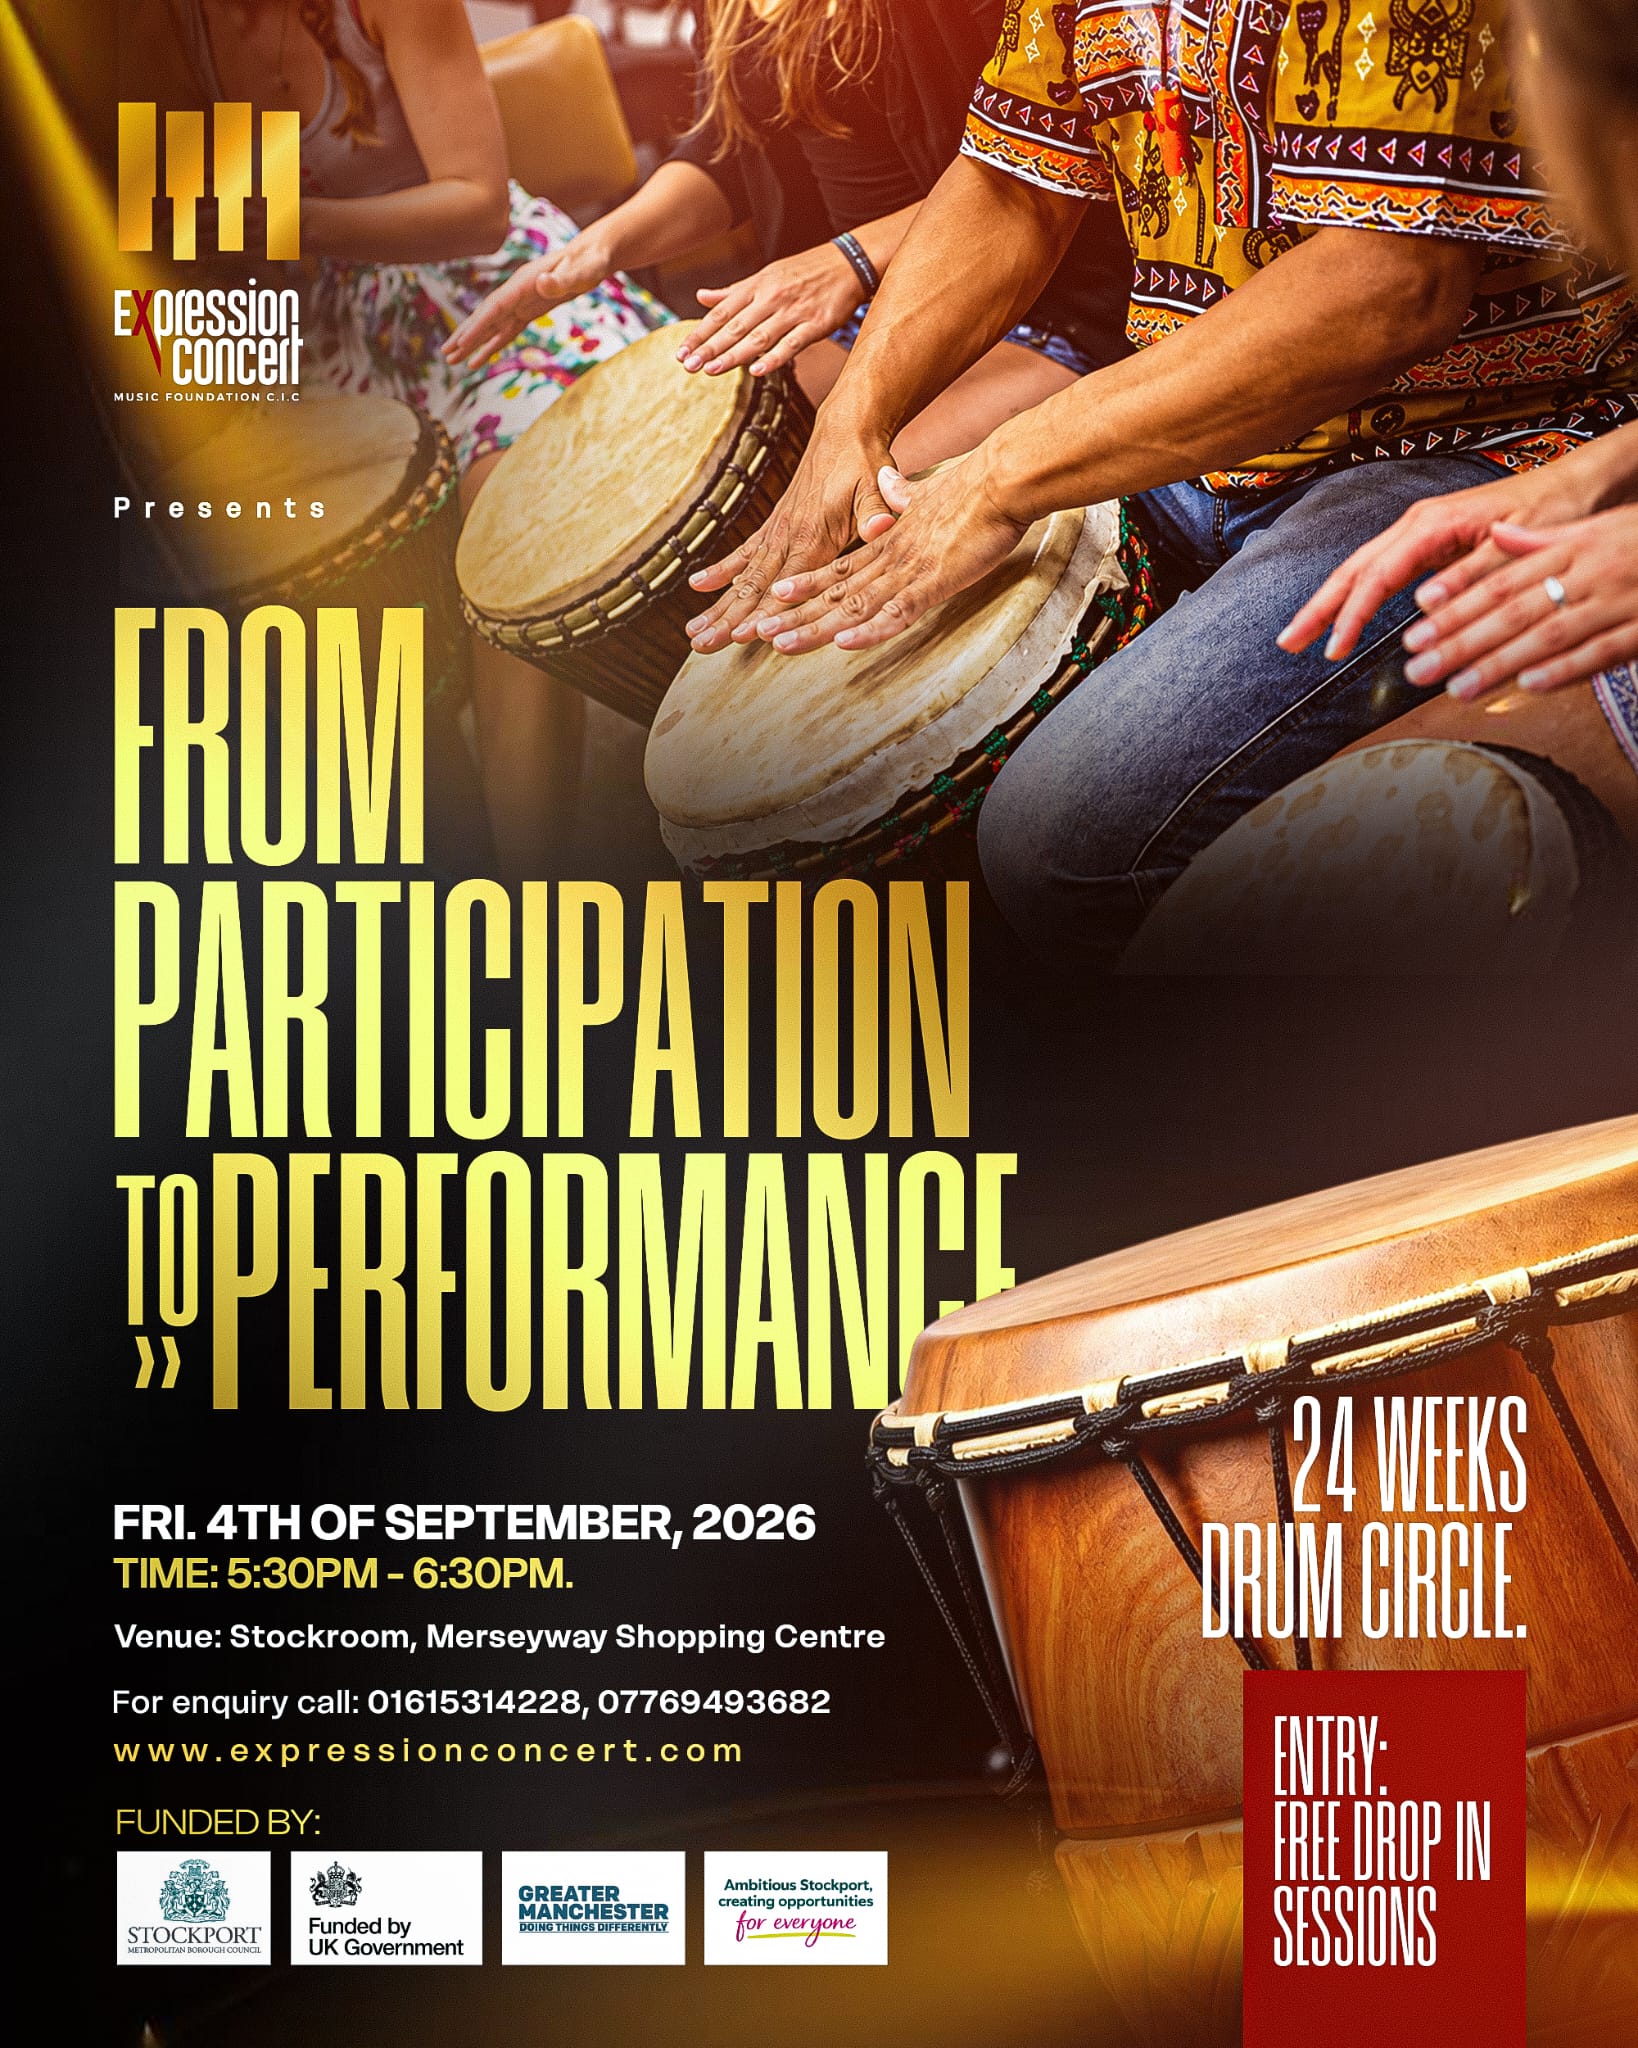 Expression
concert
MUSIC FOUNDATION C.I.C
Presents
FROM
PARTICIPATION
TO PERFORMANCE
»
FRI. 4TH OF SEPTEMBER, 2026
TIME: 5:30PM - 6:30PM.
Venue: Stockroom, Merseyway Shopping Centre
For enquiry call: 01615314228, 07769493682
www.expressionconcert.com
24 WEEKS
DRUM CIRCLE.
ENTRY:
FREE DROP IN
SESSIONS
FUNDED BY:
STOCKPORT
METROPOLITAN BOROUGH COUNCIL
Funded by
UK Government
GREATER
MANCHESTER
DOING THINGS DIFFERENTLY
Ambitious Stockport,
creating opportunities
for everyone